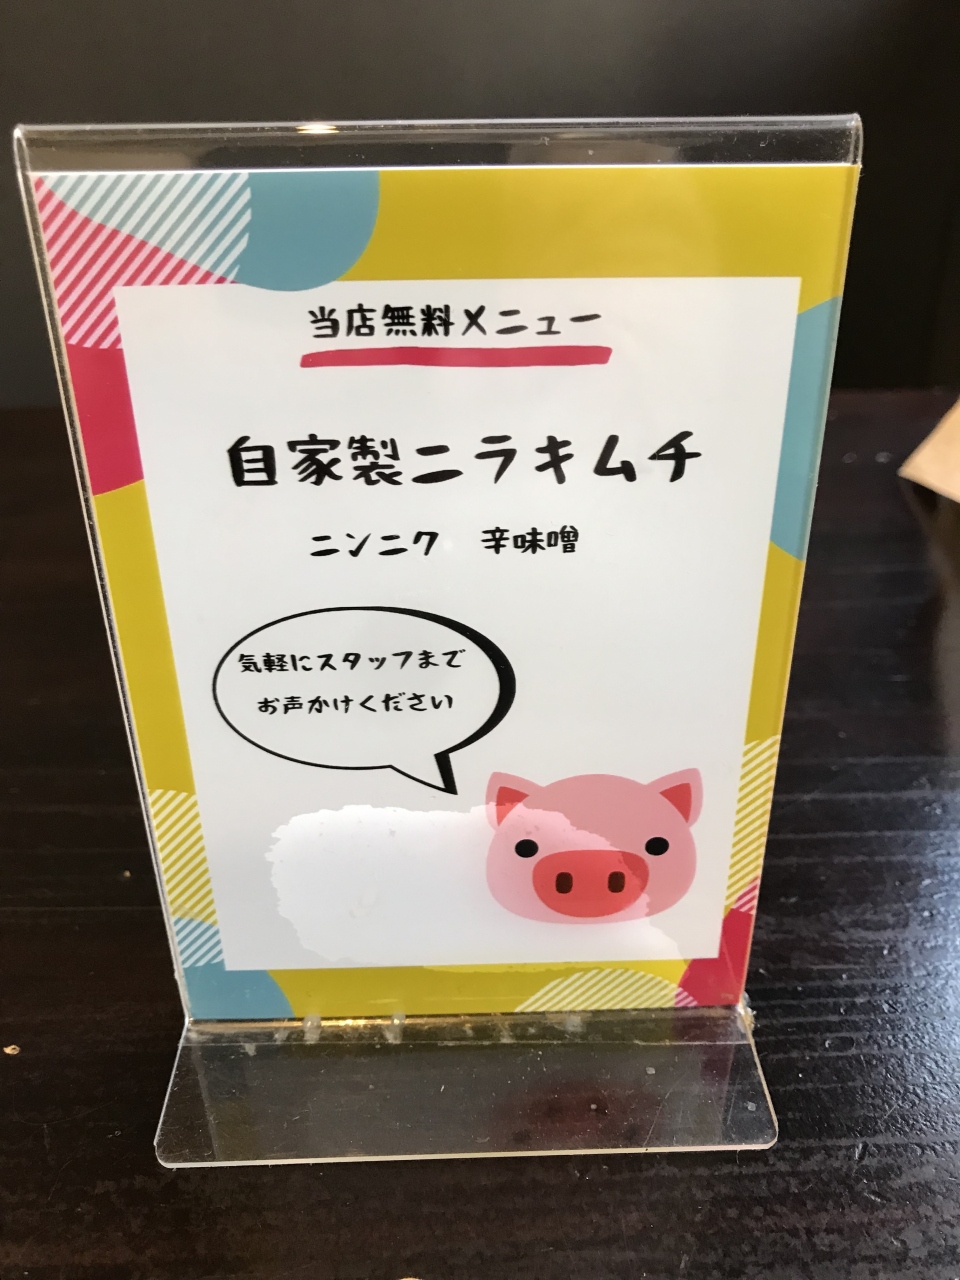 当店無料メニュー
自家製ニラキムチ
ニンニク 辛味噌
気軽にスタッフまで
お声かけください